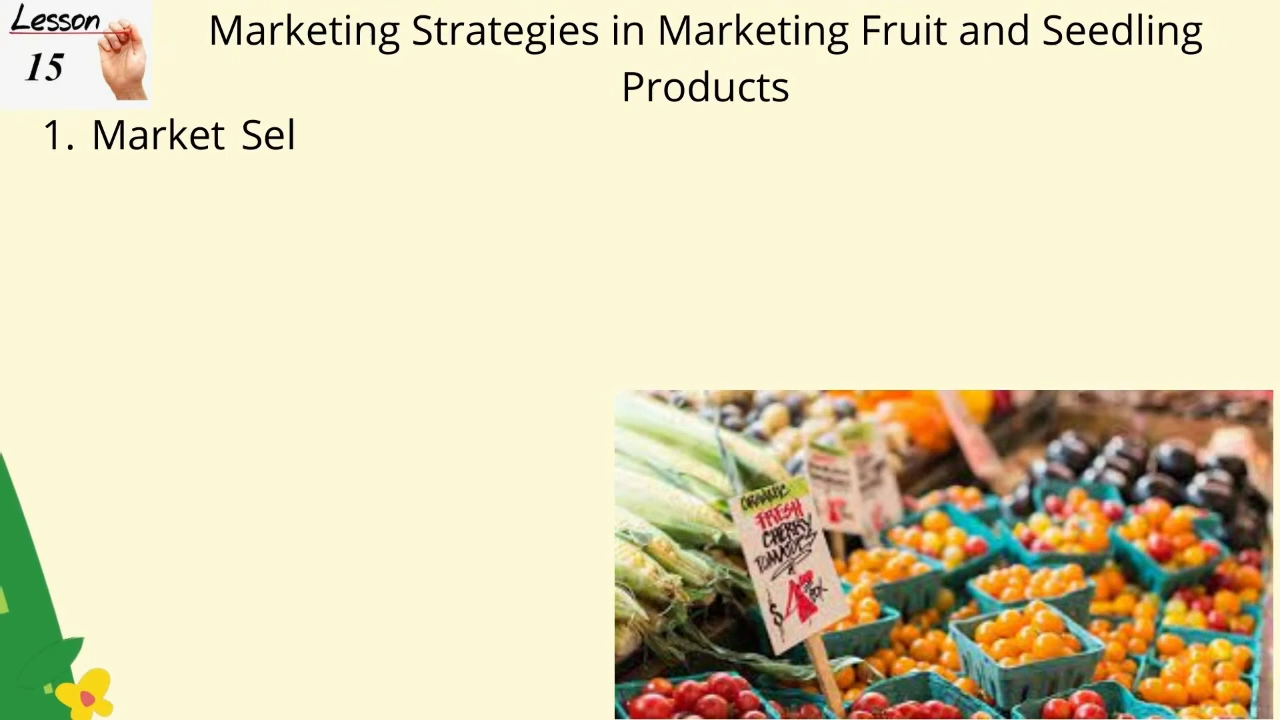 Lesson
15
Marketing Strategies in Marketing Fruit and Seedling
Products
1. Market Sel
ORGANIC
FRESH
CHERRY
TOMATOES
$4